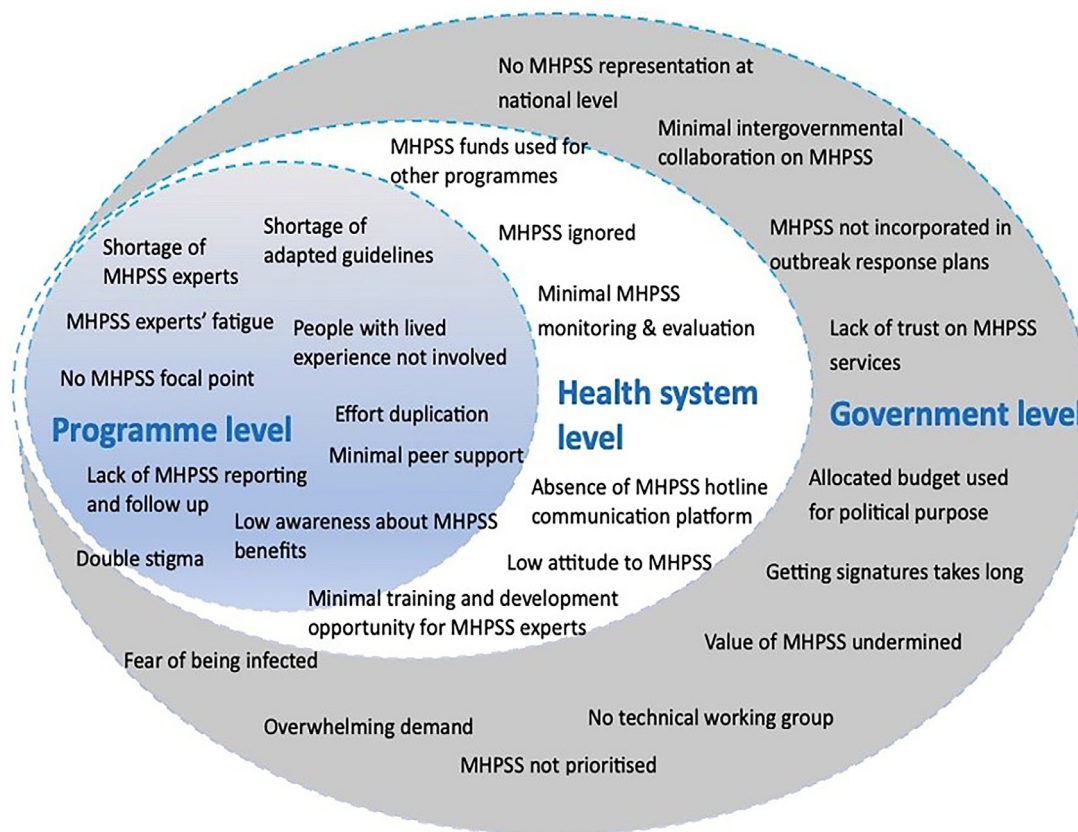 No MHPSS representation at
national level
Minimal intergovernmental
collaboration on MHPSS
MHPSS funds used for
other programmes
MHPSS not incorporated in
outbreak response plans
MHPSS ignored
Shortage of
adapted guidelines
Shortage of
MHPSS experts
Minimal MHPSS
monitoring & evaluation
MHPSS experts’ fatigue
People with lived
experience not involved
Lack of trust on MHPSS
services
No MHPSS focal point
Health system
level
Government level
Programme level
Effort duplication
Minimal peer support
Lack of MHPSS reporting
and follow up
Absence of MHPSS hotline
communication platform
Allocated budget used
for political purpose
Low awareness about MHPSS
benefits
Double stigma
Low attitude to MHPSS
Getting signatures takes long
Minimal training and development
opportunity for MHPSS experts
Value of MHPSS undermined
Fear of being infected
Overwhelming demand
No technical working group
MHPSS not prioritised